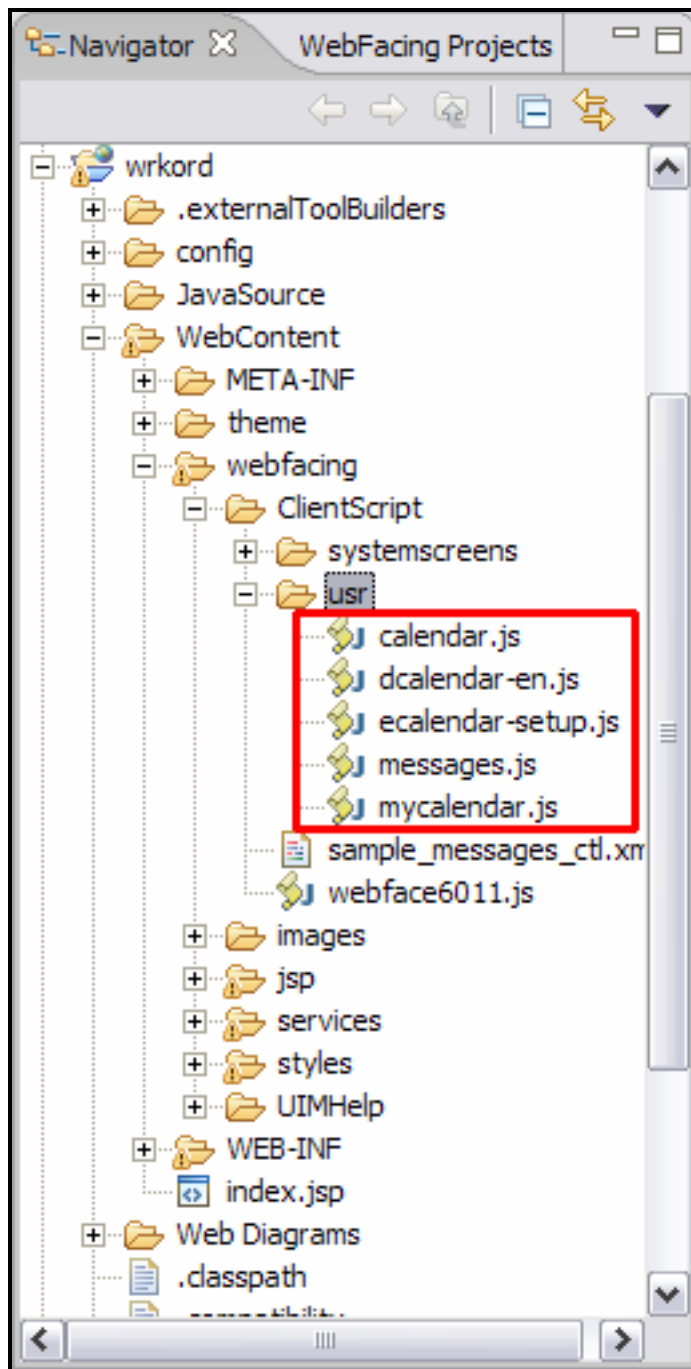 Navigator
WebFacing Projects
wrkord
.externalToolBuilders
config
JavaSource
WebContent
META-INF
theme
webfacing
ClientScript
systemscreens
usr
calendar.js
dcalendar-en.js
ecalendar-setup.js
messages.js
mycalendar.js
sample_messages_ctl.xm
webface6011.js
images
jsp
services
styles
UIMHelp
WEB-INF
index.jsp
Web Diagrams
.classpath